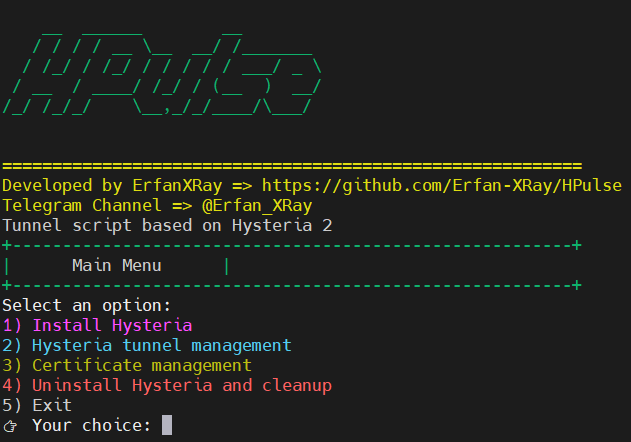 HPulse
============================================================
Developed by ErfanXRay => https://github.com/Erfan-XRay/HPulse
Telegram Channel => @Erfan_XRay
Tunnel script based on Hysteria 2
+--------------------------------------------------------+
| Main Menu |
+--------------------------------------------------------+
Select an option:
1) Install Hysteria
2) Hysteria tunnel management
3) Certificate management
4) Uninstall Hysteria and cleanup
5) Exit
👉 Your choice: